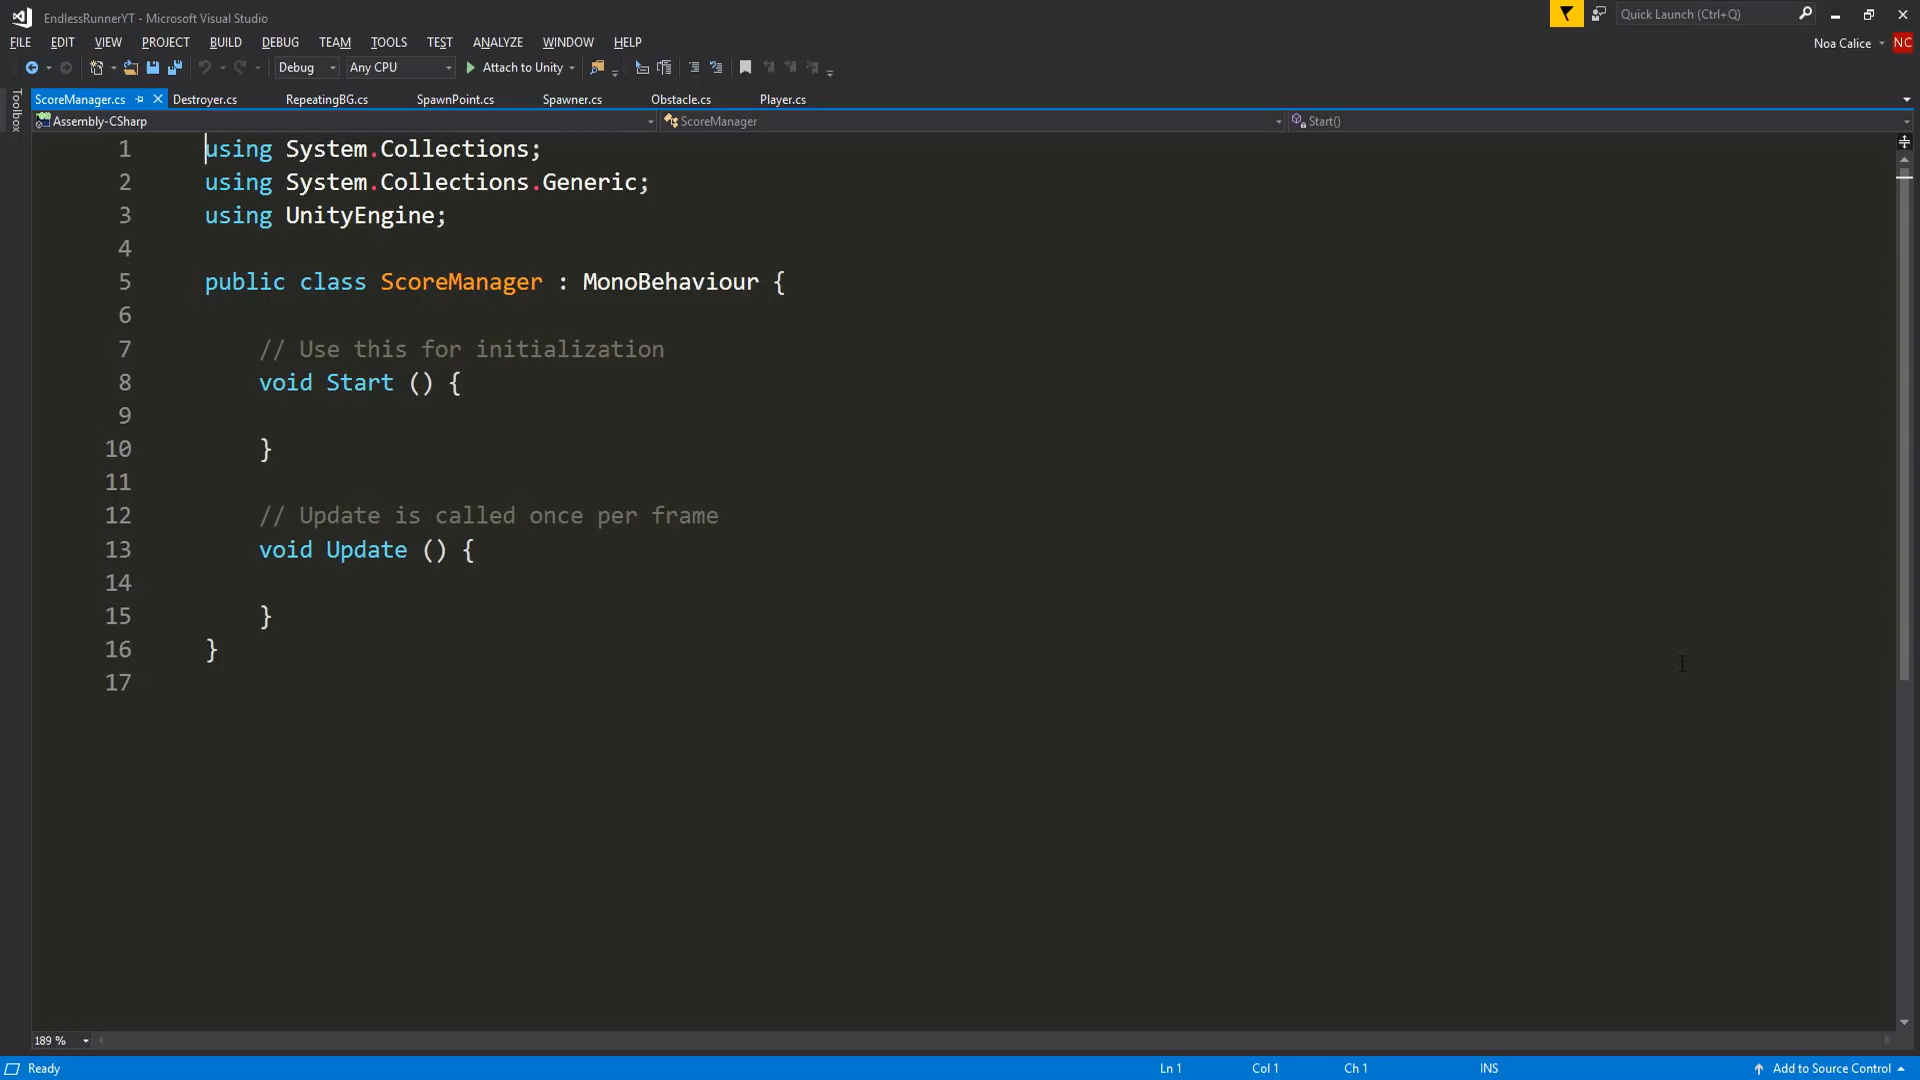 EndlessRunnerYT - Microsoft Visual Studio
Quick Launch (Ctrl+Q)
FILE EDIT VIEW PROJECT BUILD DEBUG TEAM TOOLS TEST ANALYZE WINDOW HELP
Noa Calice NC
Debug Any CPU Attach to Unity
Toolbox
ScoreManager.cs Destroyer.cs RepeatingBG.cs SpawnPoint.cs Spawner.cs Obstacle.cs Player.cs
Assembly-CSharp ScoreManager Start()
1 using System.Collections;
2 using System.Collections.Generic;
3 using UnityEngine;
4
5 public class ScoreManager : MonoBehaviour {
6
7 // Use this for initialization
8 void Start () {
9
10 }
11
12 // Update is called once per frame
13 void Update () {
14
15 }
16 }
17
189 %
Ready Ln 1 Col 1 Ch 1 INS Add to Source Control